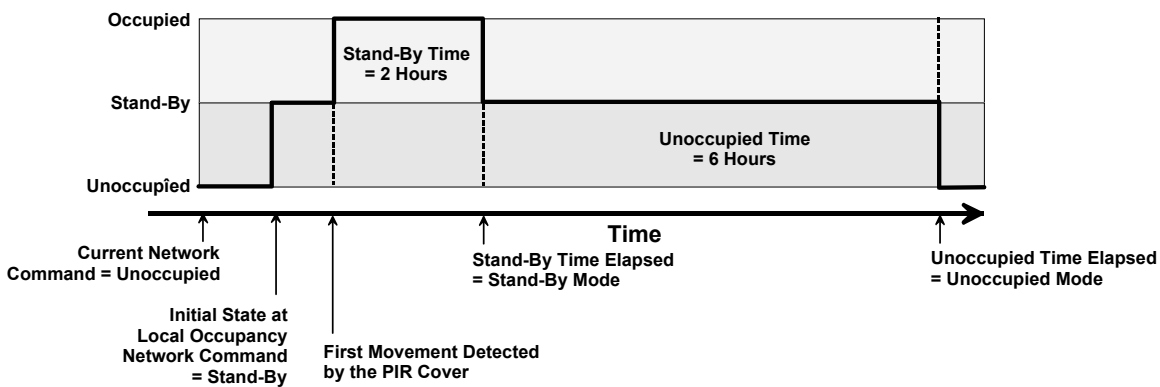 Occupied
Stand-By Time
= 2 Hours
Stand-By
Unoccupied Time
= 6 Hours
Unoccupîed
Time
Current Network
Command = Unoccupied
Stand-By Time Elapsed
= Stand-By Mode
Unoccupied Time Elapsed
= Unoccupied Mode
Initial State at
Local Occupancy
Network Command
= Stand-By
First Movement Detected
by the PIR Cover